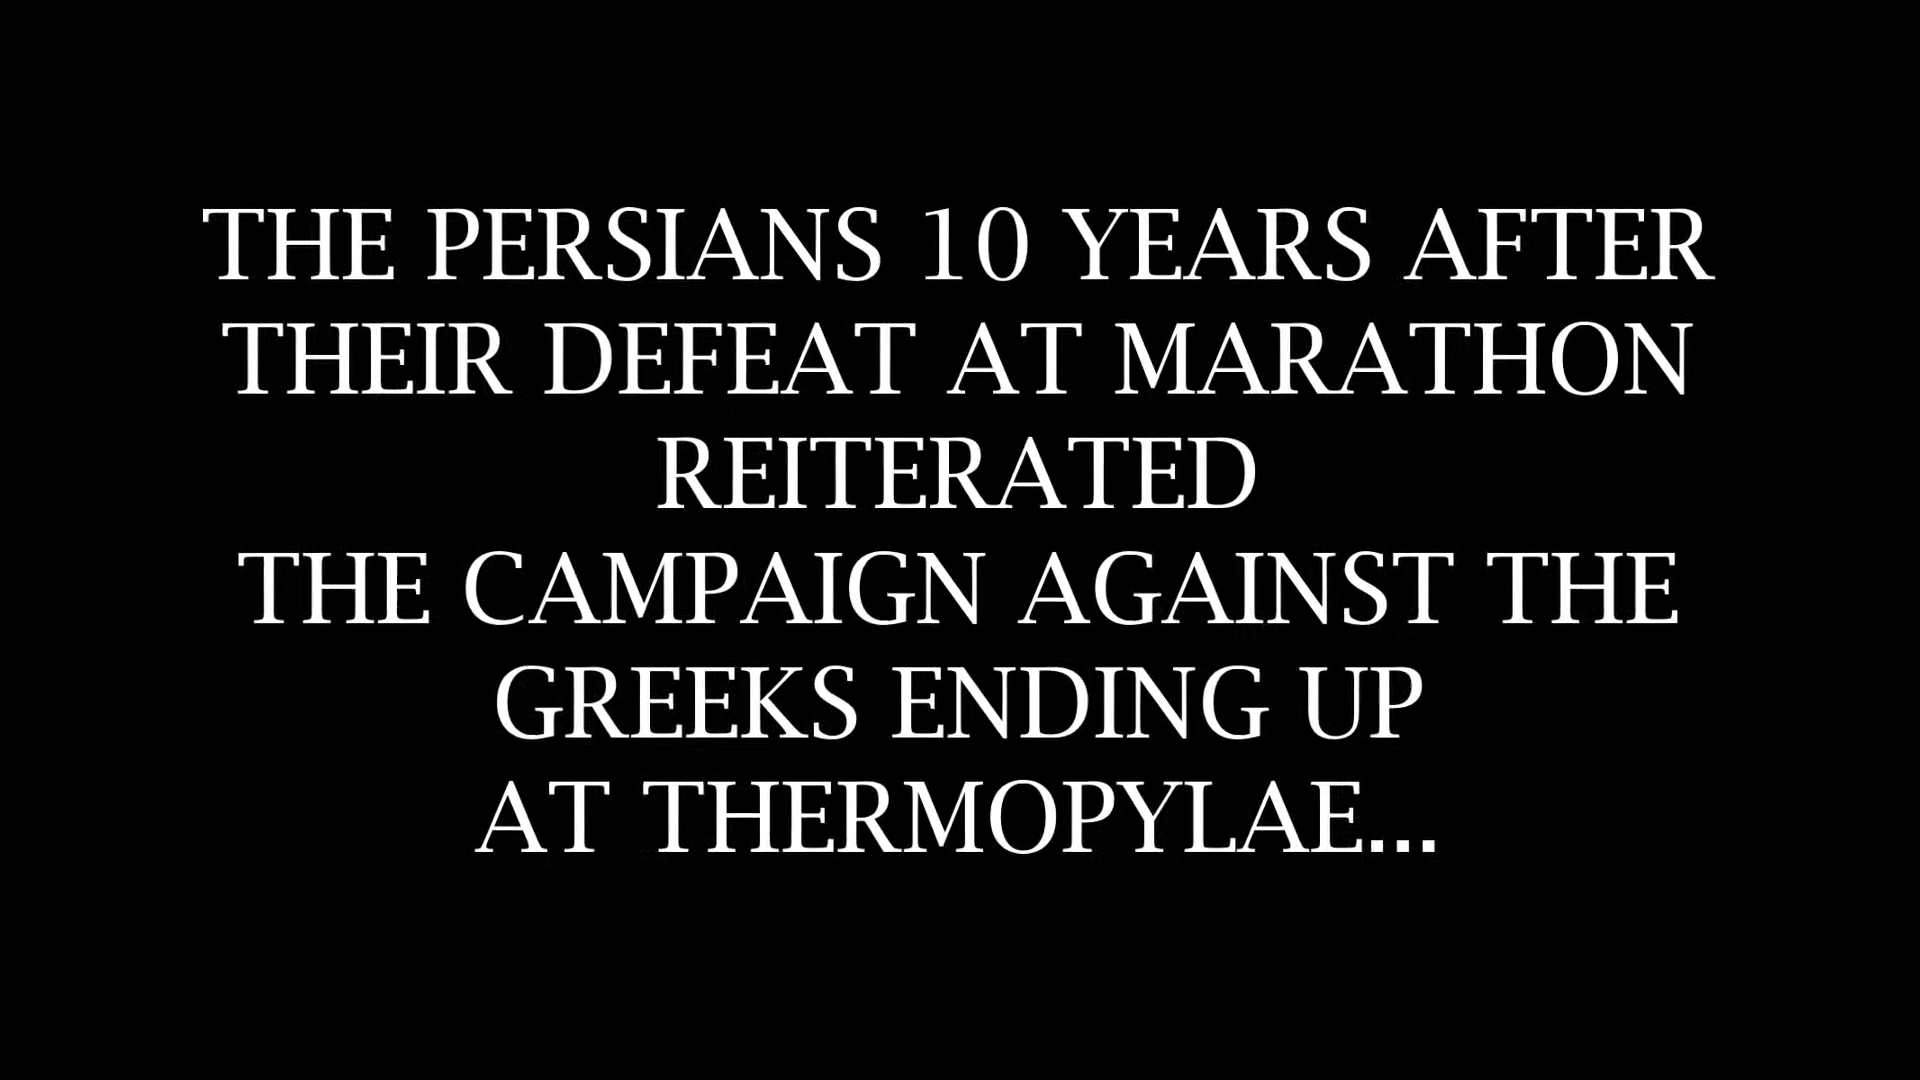 THE PERSIANS 10 YEARS AFTER
THEIR DEFEAT AT MARATHON
REITERATED
THE CAMPAIGN AGAINST THE
GREEKS ENDING UP
AT THERMOPYLAE...